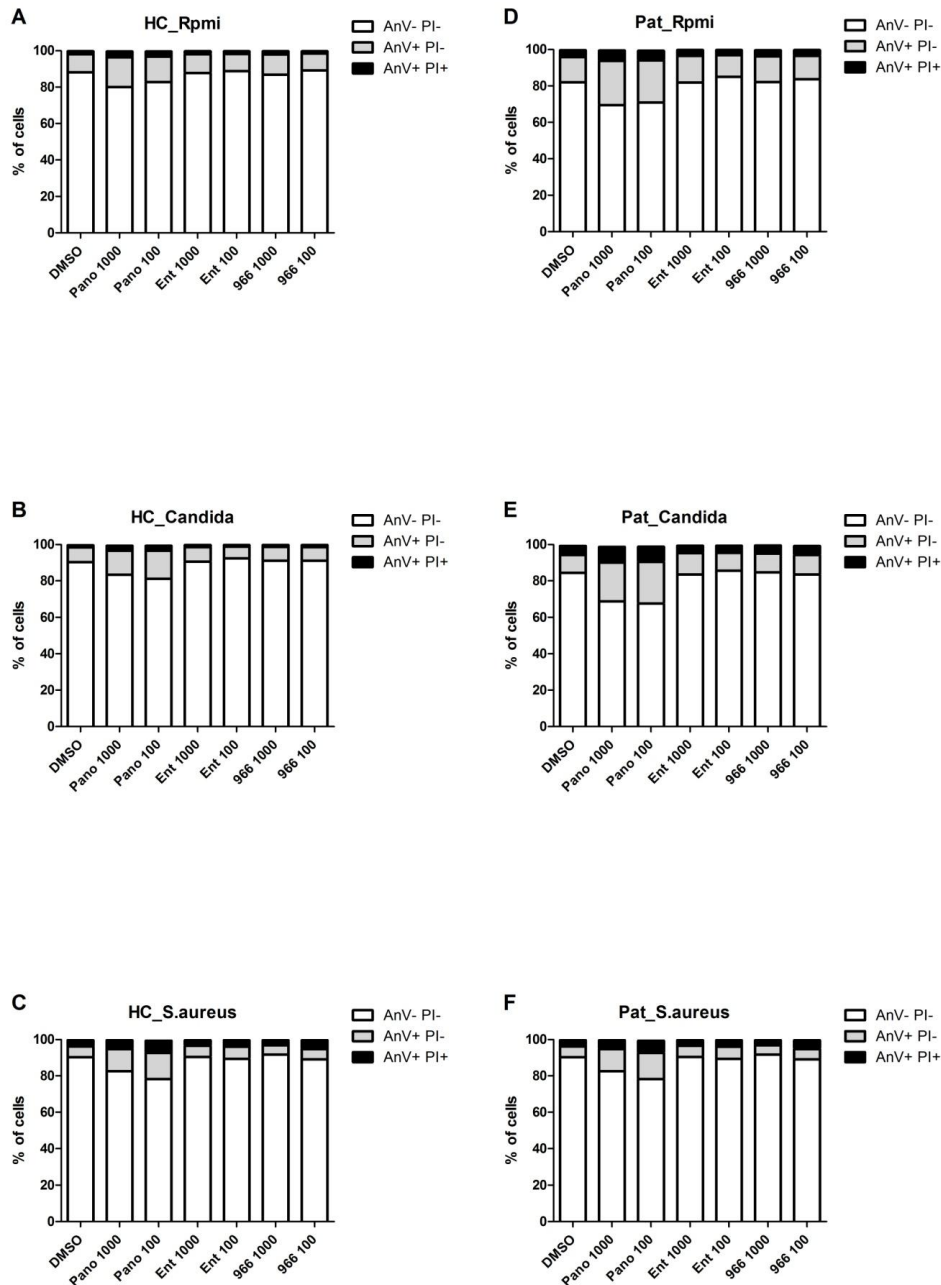 A
HC_Rpmi
AnV- PI-
AnV+ PI-
AnV+ PI+
% of cells
100
80
60
40
20
0
DMSO
Pano 1000
Pano 100
Ent 1000
Ent 100
966 1000
966 100
D
Pat_Rpmi
AnV- PI-
AnV+ PI-
AnV+ PI+
% of cells
100
80
60
40
20
0
DMSO
Pano 1000
Pano 100
Ent 1000
Ent 100
966 1000
966 100
B
HC_Candida
AnV- PI-
AnV+ PI-
AnV+ PI+
% of cells
100
80
60
40
20
0
DMSO
Pano 1000
Pano 100
Ent 1000
Ent 100
966 1000
966 100
E
Pat_Candida
AnV- PI-
AnV+ PI-
AnV+ PI+
% of cells
100
80
60
40
20
0
DMSO
Pano 1000
Pano 100
Ent 1000
Ent 100
966 1000
966 100
C
HC_S.aureus
AnV- PI-
AnV+ PI-
AnV+ PI+
% of cells
100
80
60
40
20
0
DMSO
Pano 1000
Pano 100
Ent 1000
Ent 100
966 1000
966 100
F
Pat_S.aureus
AnV- PI-
AnV+ PI-
AnV+ PI+
% of cells
100
80
60
40
20
0
DMSO
Pano 1000
Pano 100
Ent 1000
Ent 100
966 1000
966 100